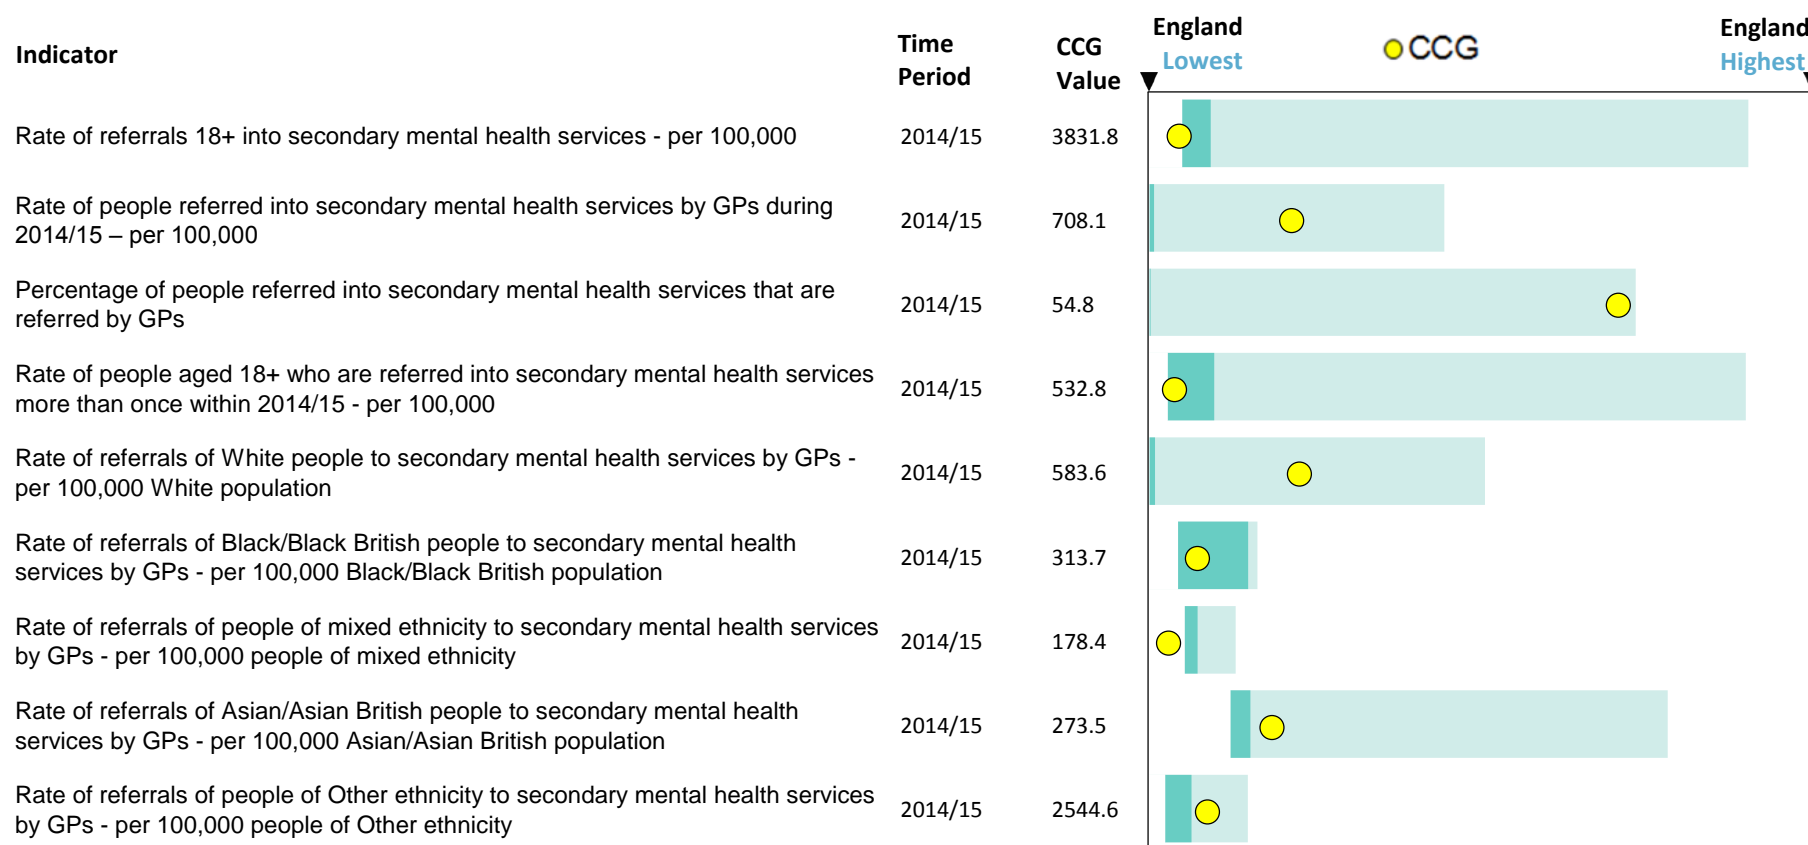 Indicator
Time Period
CCG Value
England Lowest
CCG
England Highest
Rate of referrals 18+ into secondary mental health services - per 100,000
2014/15
3831.8
Rate of people referred into secondary mental health services by GPs during
2014/15 – per 100,000
2014/15
708.1
Percentage of people referred into secondary mental health services that are
referred by GPs
2014/15
54.8
Rate of people aged 18+ who are referred into secondary mental health services
more than once within 2014/15 - per 100,000
2014/15
532.8
Rate of referrals of White people to secondary mental health services by GPs -
per 100,000 White population
2014/15
583.6
Rate of referrals of Black/Black British people to secondary mental health
services by GPs - per 100,000 Black/Black British population
2014/15
313.7
Rate of referrals of people of mixed ethnicity to secondary mental health services
by GPs - per 100,000 people of mixed ethnicity
2014/15
178.4
Rate of referrals of Asian/Asian British people to secondary mental health
services by GPs - per 100,000 Asian/Asian British population
2014/15
273.5
Rate of referrals of people of Other ethnicity to secondary mental health services
by GPs - per 100,000 people of Other ethnicity
2014/15
2544.6